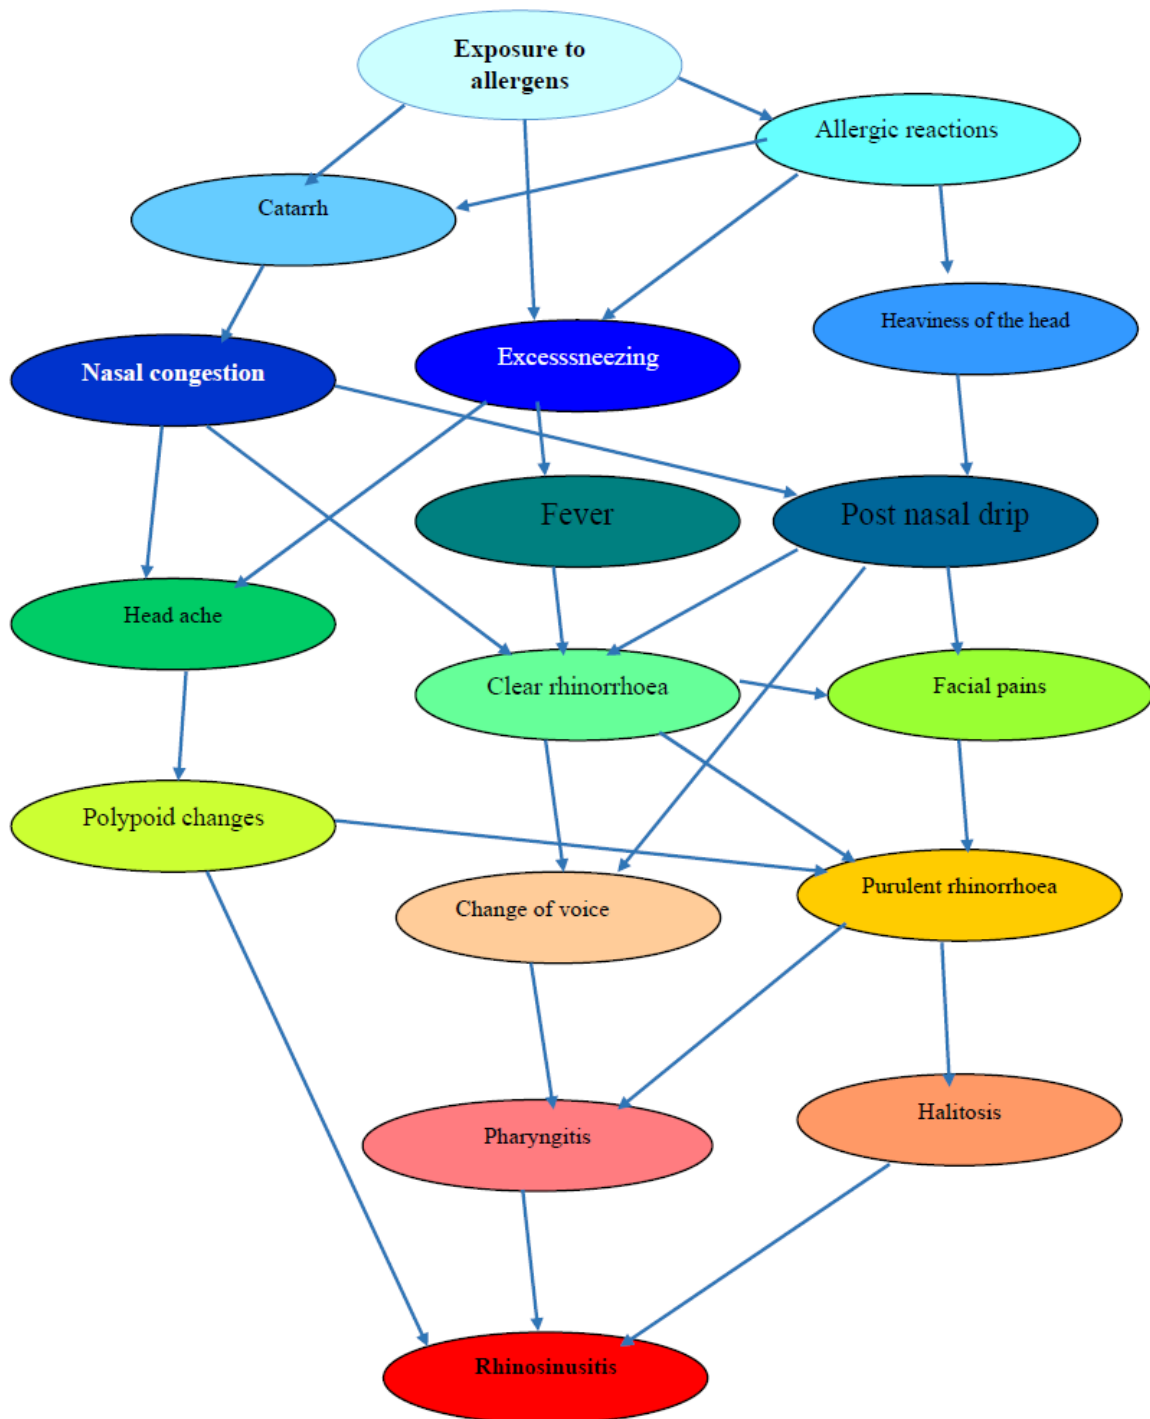 Exposure to
allergens
Allergic reactions
Catarrh
Heaviness of the head
Nasal congestion
Excesssneezing
Fever
Post nasal drip
Head ache
Clear rhinorrhoea
Facial pains
Polypoid changes
Change of voice
Purulent rhinorrhoea
Pharyngitis
Halitosis
Rhinosinusitis